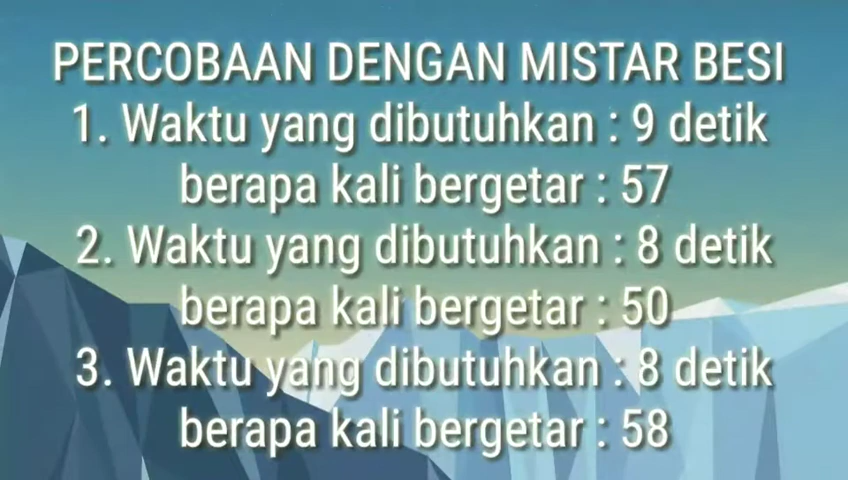 PERCOBAAN DENGAN MISTAR BESI
1. Waktu yang dibutuhkan : 9 detik
berapa kali bergetar : 57
2. Waktu yang dibutuhkan : 8 detik
berapa kali bergetar : 50
3. Waktu yang dibutuhkan : 8 detik
berapa kali bergetar : 58